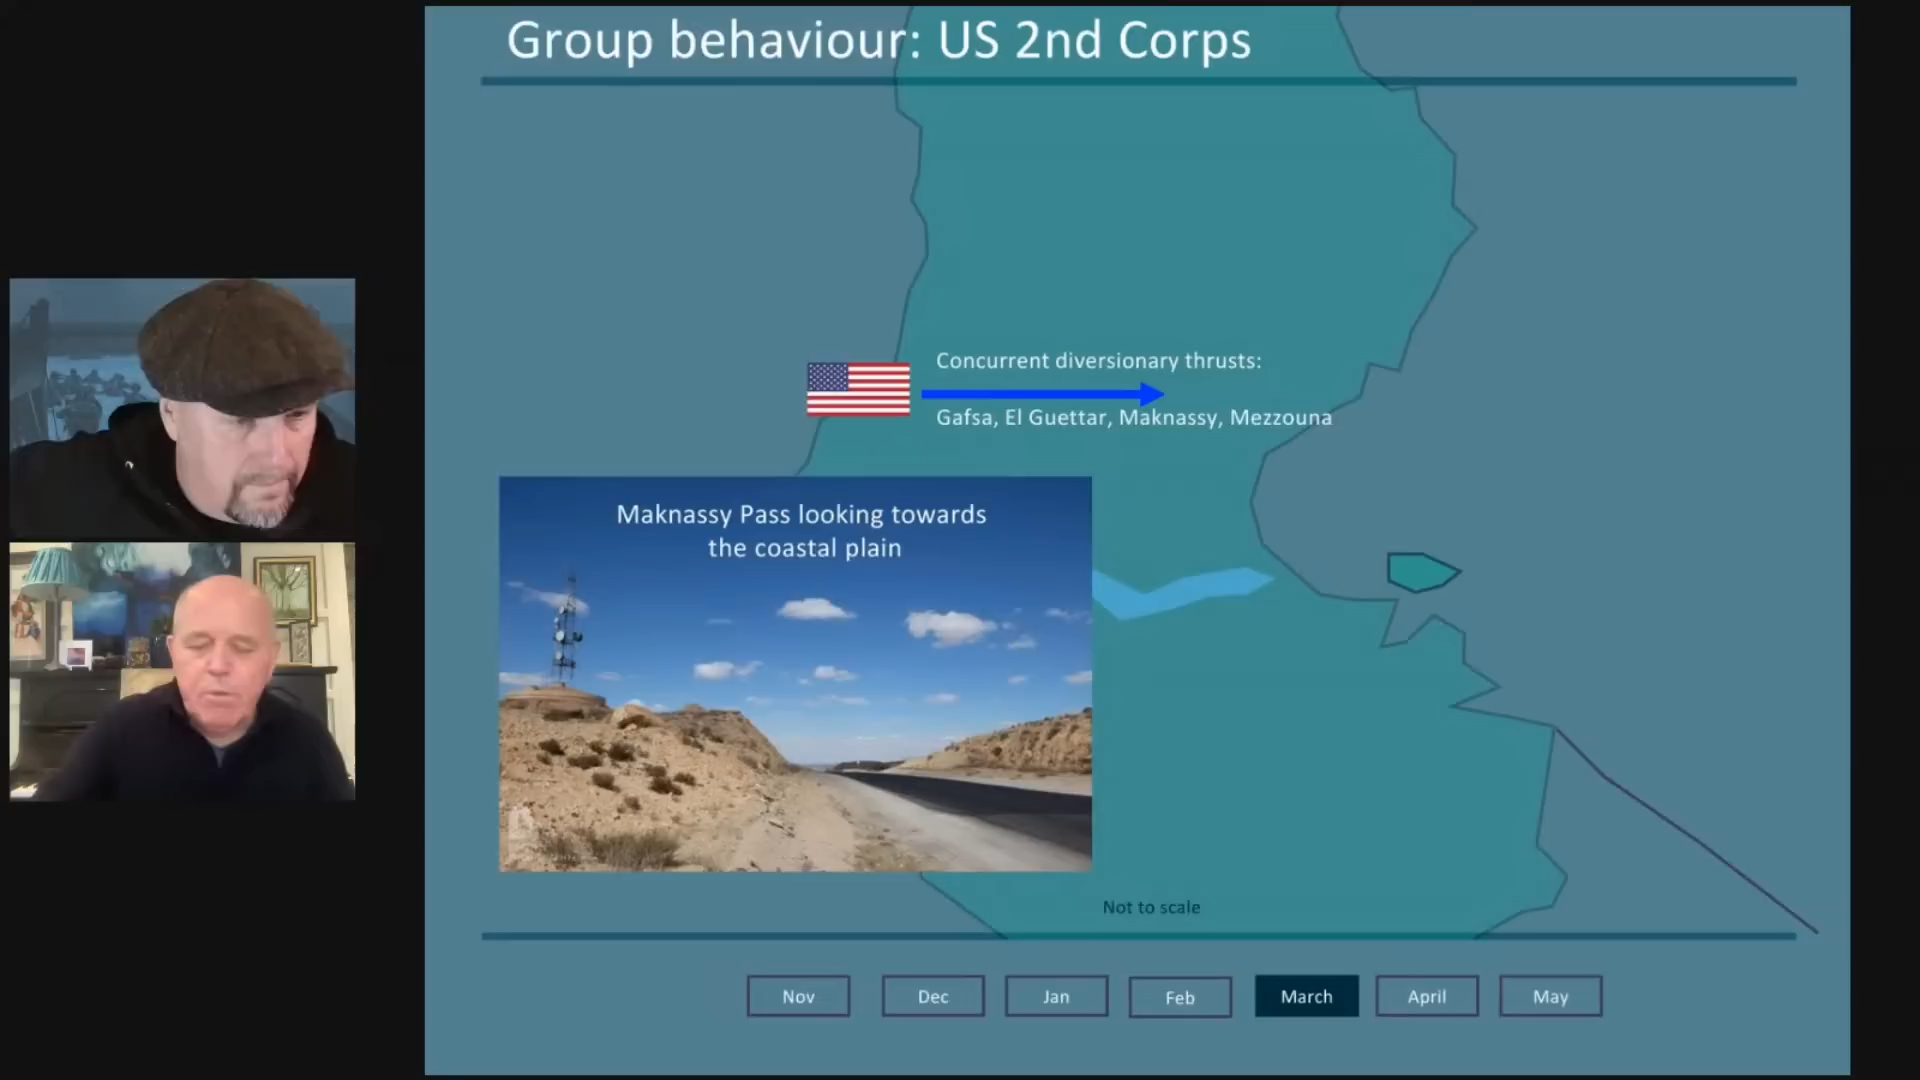 Group behaviour: US 2nd Corps
Concurrent diversionary thrusts:
Gafsa, El Guettar, Maknassy, Mezzouna
Maknassy Pass looking towards
the coastal plain
Not to scale
Nov
Dec
Jan
Feb
March
April
May